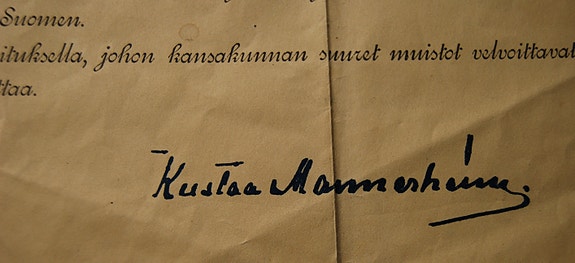 Suomen.
ituksella, johon kansakunnan suuret muistot velvoittavat
ttaa.
Kustaa Mannerheim.